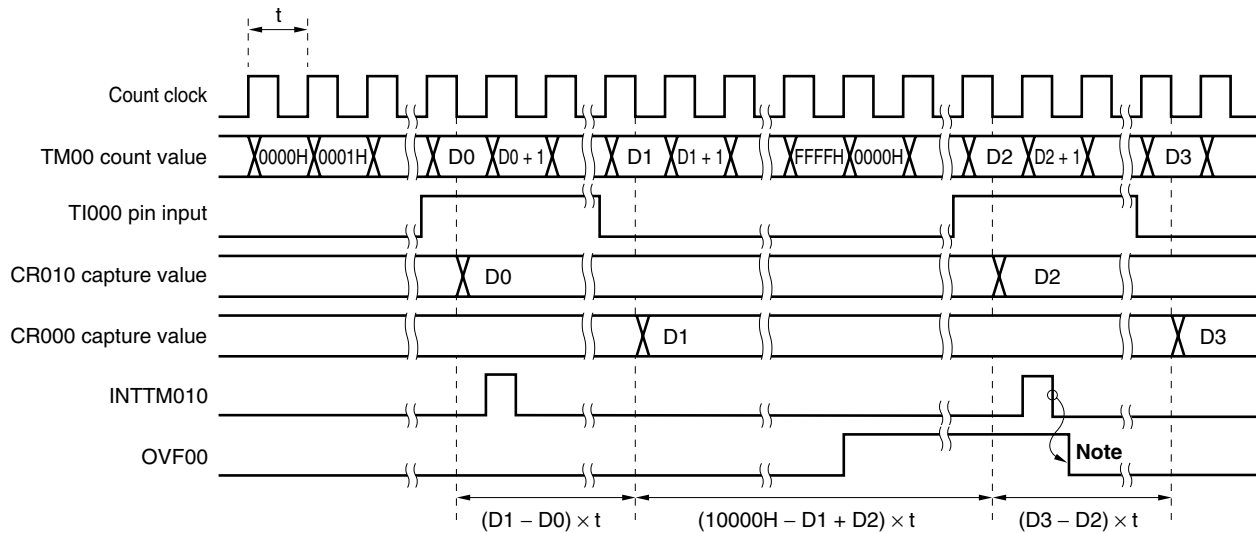 t
Count clock
TM00 count value
0000H 0001H D0 D0 + 1 D1 D1 + 1 FFFFH 0000H D2 D2 + 1 D3
TI000 pin input
CR010 capture value
D0 D2
CR000 capture value
D1 D3
INTTM010
OVF00
Note
(D1 − D0) × t (10000H − D1 + D2) × t (D3 − D2) × t